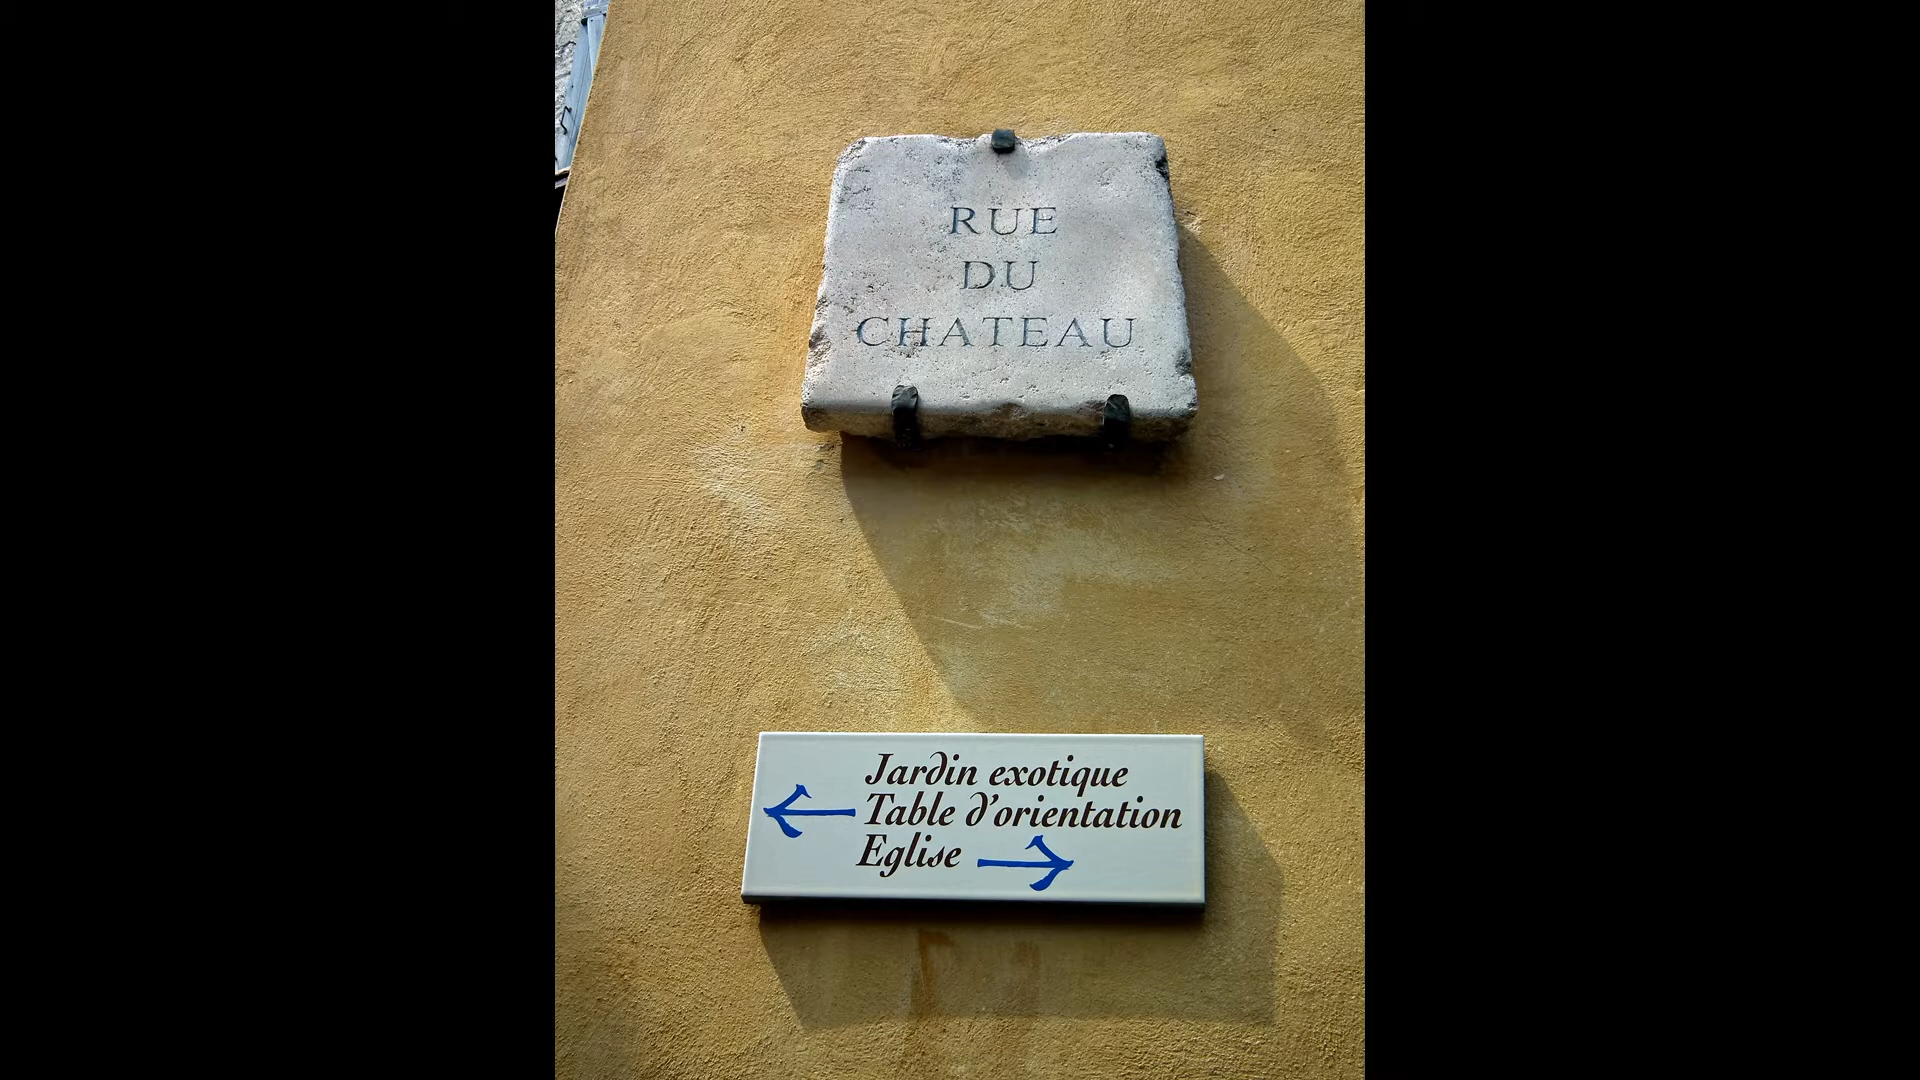 RUE
DU
CHATEAU
Jardin exotique
Table d'orientation
Eglise